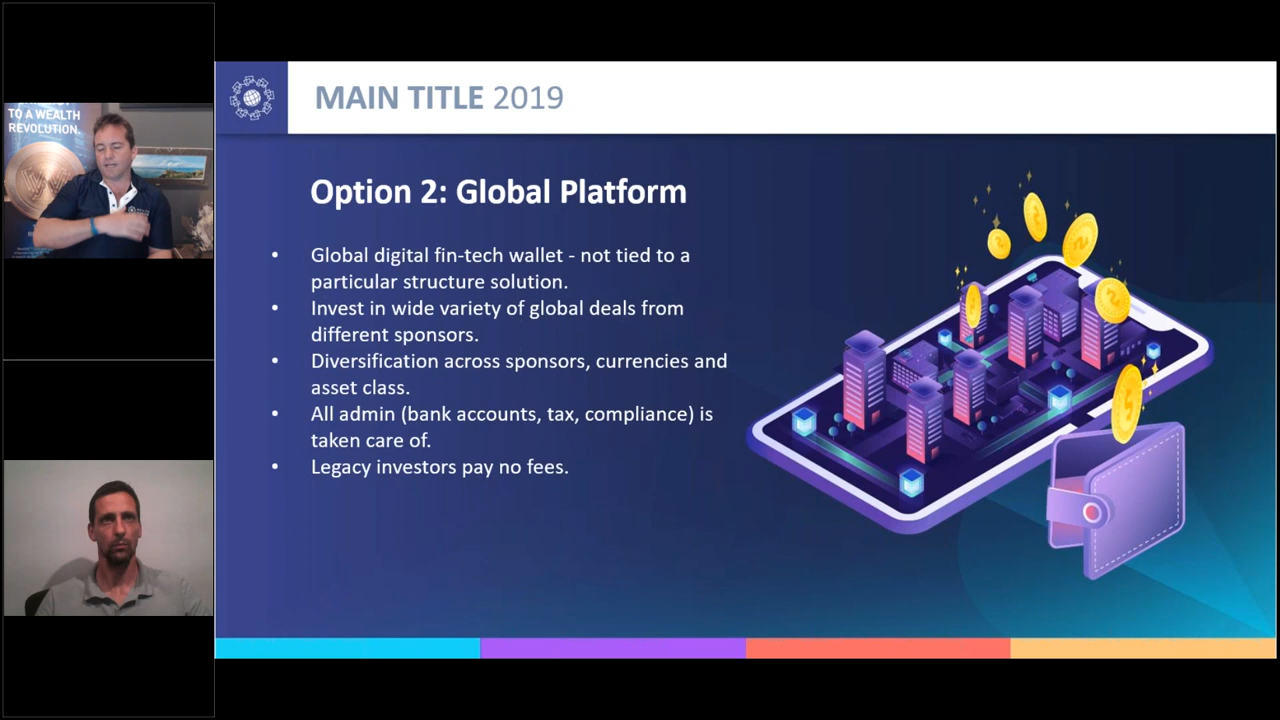 TO A WEALTH
REVOLUTION.
MAIN TITLE 2019
Option 2: Global Platform
• Global digital fin-tech wallet - not tied to a
particular structure solution.
• Invest in wide variety of global deals from
different sponsors.
• Diversification across sponsors, currencies and
asset class.
• All admin (bank accounts, tax, compliance) is
taken care of.
• Legacy investors pay no fees.